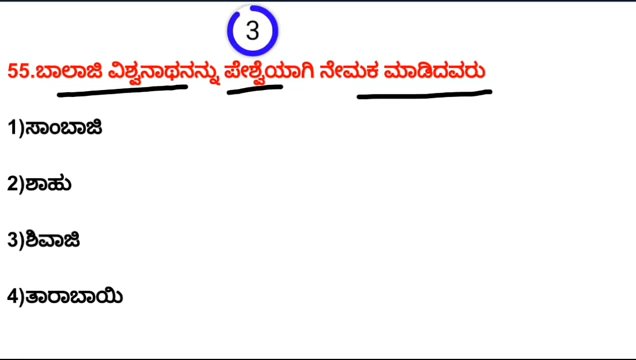 3
55.ಬಾಲಾಜಿ ವಿಶ್ವನಾಥನನ್ನು ಪೇಶ್ವೆಯಾಗಿ ನೇಮಕ ಮಾಡಿದವರು
1)ಸಾಂಬಾಜಿ
2)ಶಾಹು
3)ಶಿವಾಜಿ
4)ತಾರಾಬಾಯಿ